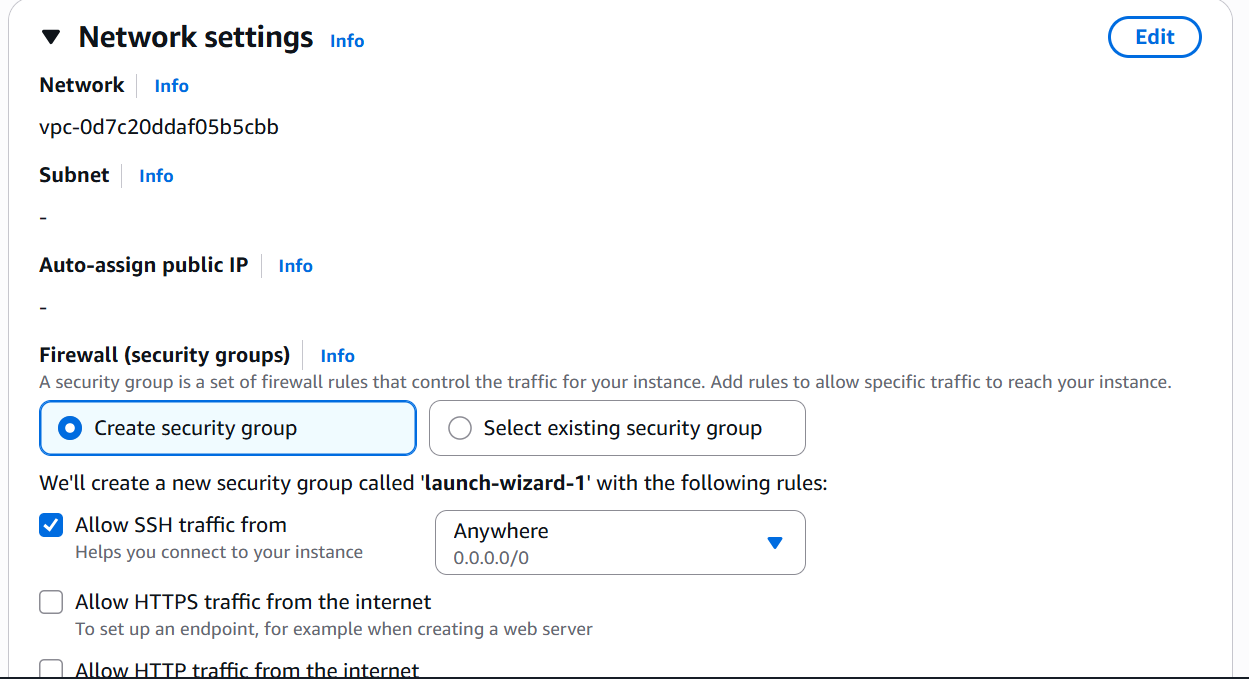 Network settings Info Edit
Network Info
vpc-0d7c20ddaf05b5cbb
Subnet Info
-
Auto-assign public IP Info
-
Firewall (security groups) Info
A security group is a set of firewall rules that control the traffic for your instance. Add rules to allow specific traffic to reach your instance.
Create security group Select existing security group
We'll create a new security group called 'launch-wizard-1' with the following rules:
Allow SSH traffic from
Helps you connect to your instance
Anywhere
0.0.0.0/0
Allow HTTPS traffic from the internet
To set up an endpoint, for example when creating a web server
Allow HTTP traffic from the internet